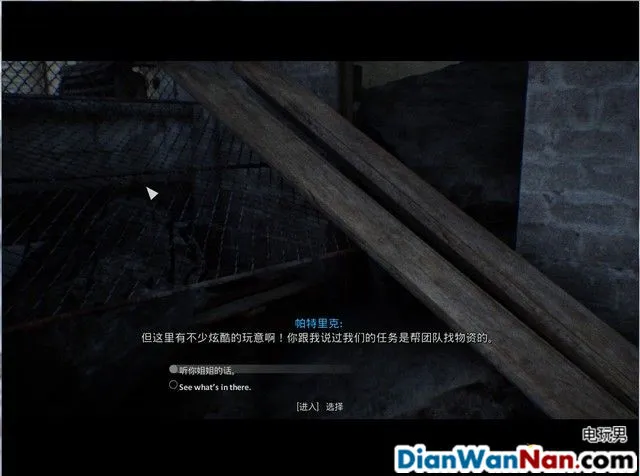 帕特里克:
但这里有不少炫酷的玩意啊！你跟我说过我们的任务是帮团队找物资的。
听你姐姐的话。
See what's in there.
[进入] 选择
电玩男
DianWanNan.com